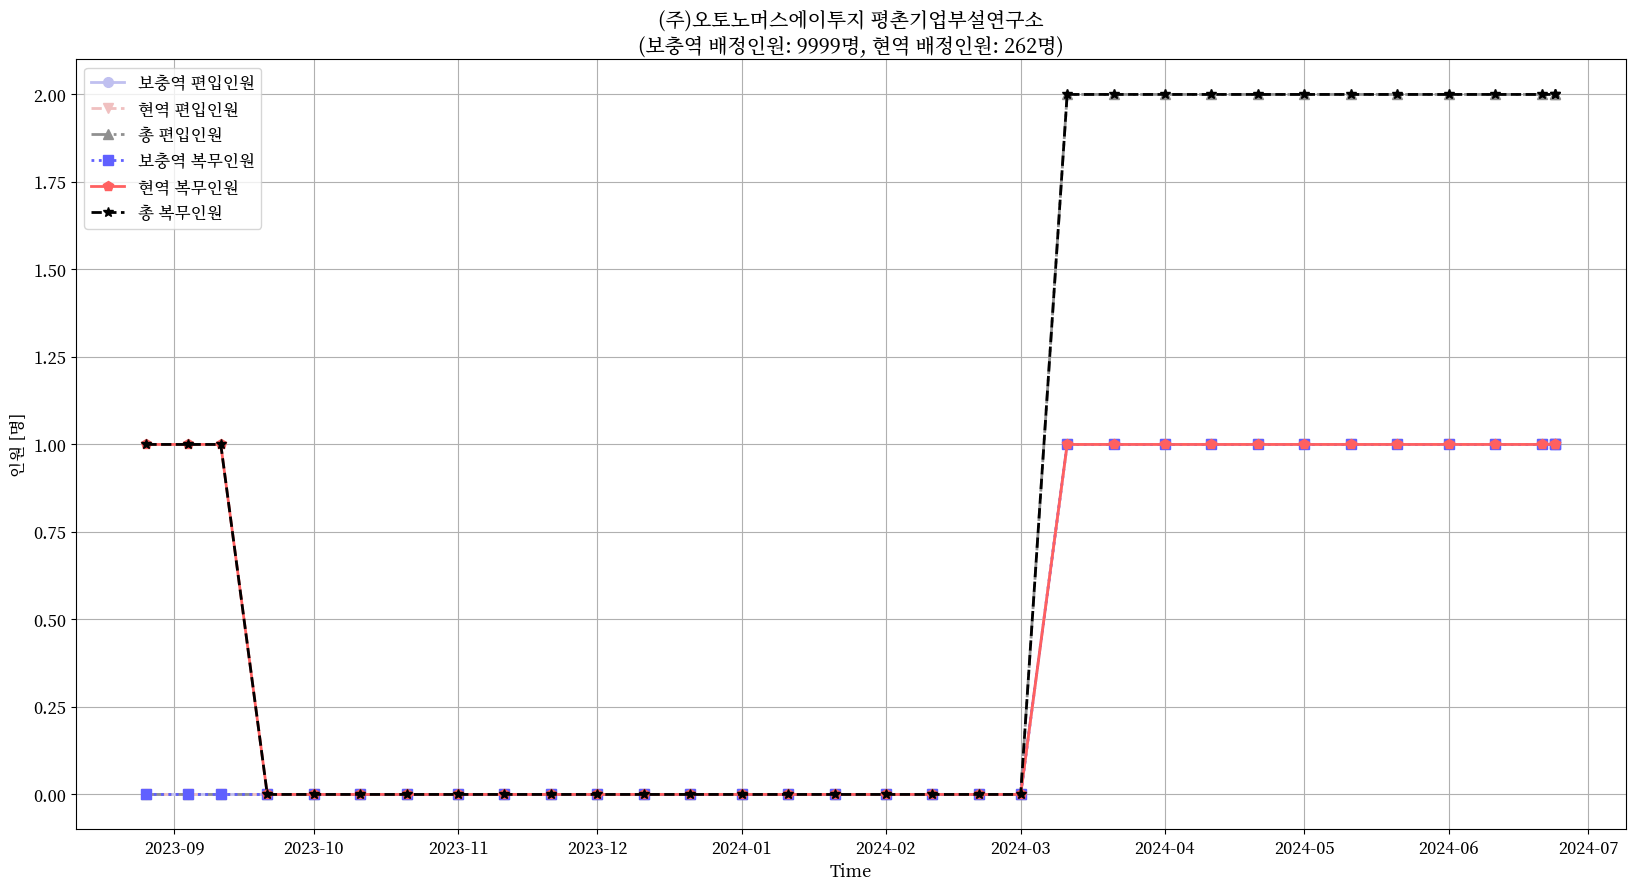 (주)오토노머스에이투지 평촌기업부설연구소
(보충역 배정인원: 9999명, 현역 배정인원: 262명)
보충역 편입인원
현역 편입인원
총 편입인원
보충역 복무인원
현역 복무인원
총 복무인원
2.00
1.75
1.50
1.25
1.00
0.75
0.50
0.25
0.00
인원 [명]
2023-09 2023-10 2023-11 2023-12 2024-01 2024-02 2024-03 2024-04 2024-05 2024-06 2024-07
Time